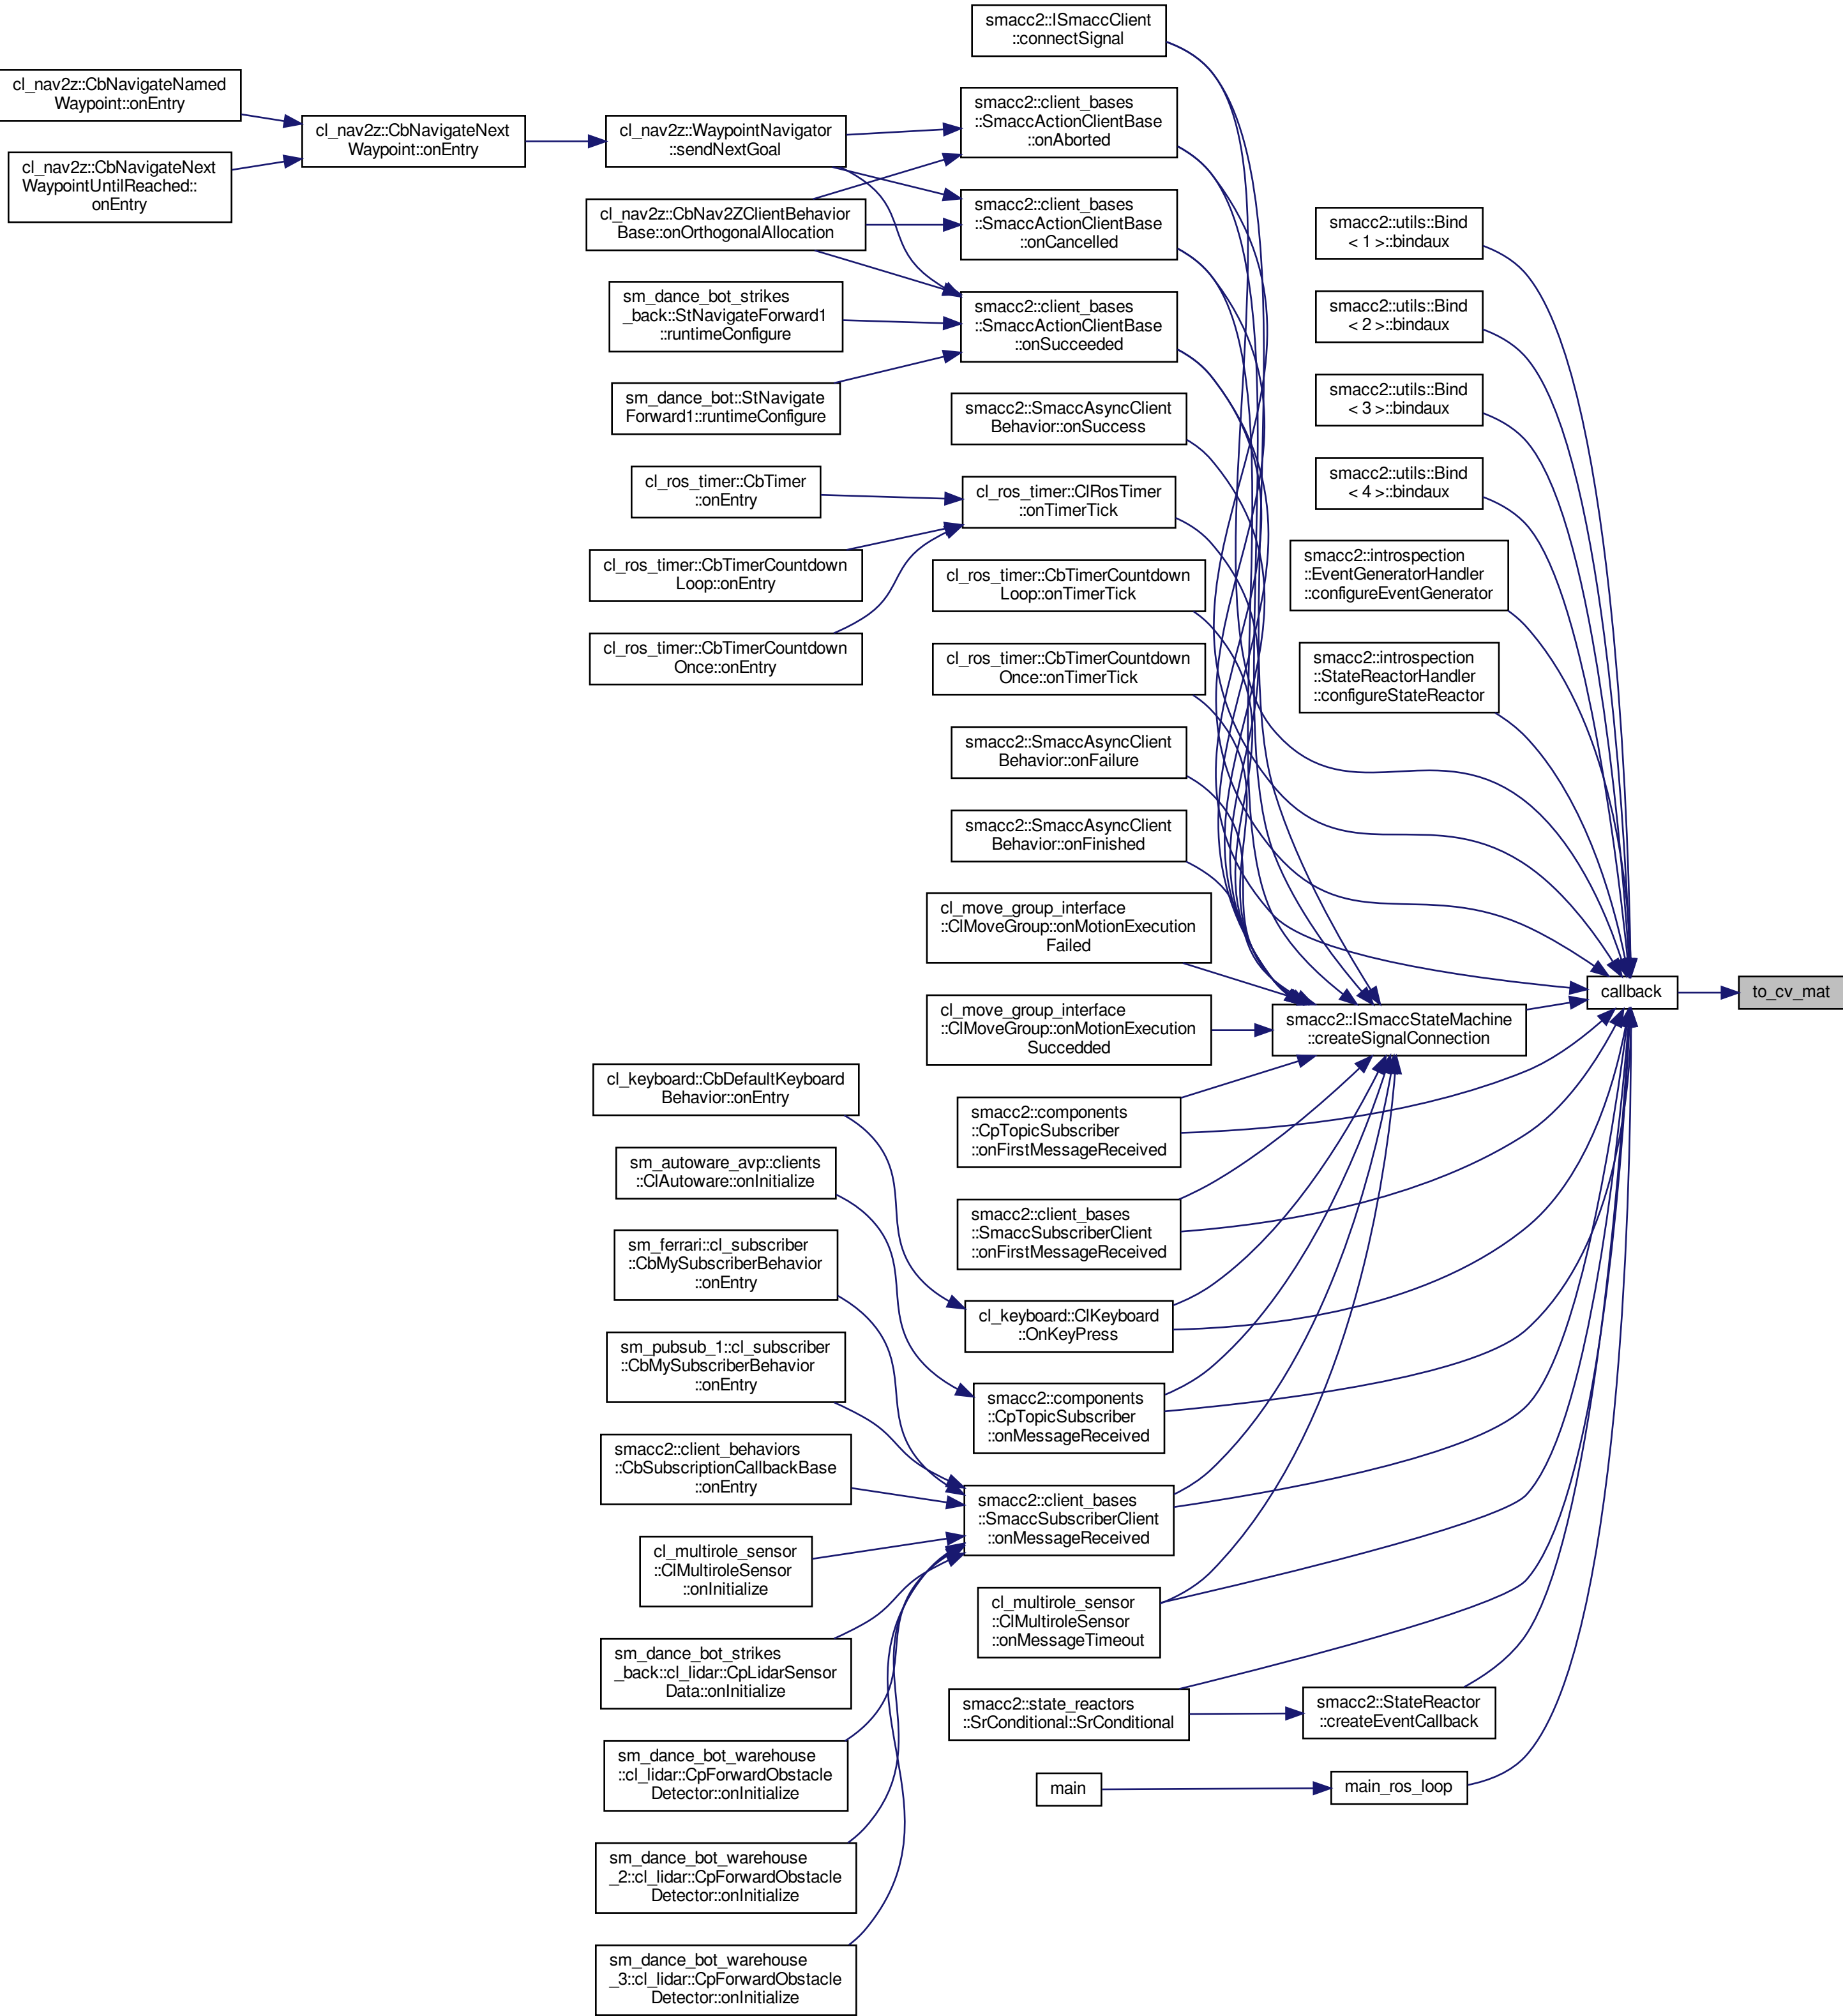 smacc2::ISmaccClient
::connectSignal
cl_nav2z::CbNavigateNamed
Waypoint::onEntry
cl_nav2z::CbNavigateNext
WaypointUntilReached::
onEntry
cl_nav2z::CbNavigateNext
Waypoint::onEntry
cl_nav2z::WaypointNavigator
::sendNextGoal
cl_nav2z::CbNav2ZClientBehavior
Base::onOrthogonalAllocation
sm_dance_bot_strikes
_back::StNavigateForward1
::runtimeConfigure
sm_dance_bot::StNavigate
Forward1::runtimeConfigure
cl_ros_timer::CbTimer
::onEntry
cl_ros_timer::CbTimerCountdown
Loop::onEntry
cl_ros_timer::CbTimerCountdown
Once::onEntry
smacc2::client_bases
::SmaccActionClientBase
::onAborted
smacc2::client_bases
::SmaccActionClientBase
::onCancelled
smacc2::client_bases
::SmaccActionClientBase
::onSucceeded
smacc2::SmaccAsyncClient
Behavior::onSuccess
cl_ros_timer::ClRosTimer
::onTimerTick
cl_ros_timer::CbTimerCountdown
Loop::onTimerTick
cl_ros_timer::CbTimerCountdown
Once::onTimerTick
smacc2::SmaccAsyncClient
Behavior::onFailure
smacc2::SmaccAsyncClient
Behavior::onFinished
cl_move_group_interface
::ClMoveGroup::onMotionExecution
Failed
cl_move_group_interface
::ClMoveGroup::onMotionExecution
Succedded
smacc2::components
::CpTopicSubscriber
::onFirstMessageReceived
smacc2::client_bases
::SmaccSubscriberClient
::onFirstMessageReceived
cl_keyboard::ClKeyboard
::OnKeyPress
smacc2::components
::CpTopicSubscriber
::onMessageReceived
smacc2::client_bases
::SmaccSubscriberClient
::onMessageReceived
cl_multirole_sensor
::ClMultiroleSensor
::onMessageTimeout
smacc2::state_reactors
::SrConditional::SrConditional
main
cl_keyboard::CbDefaultKeyboard
Behavior::onEntry
sm_autoware_avp::clients
::ClAutoware::onInitialize
sm_ferrari::cl_subscriber
::CbMySubscriberBehavior
::onEntry
sm_pubsub_1::cl_subscriber
::CbMySubscriberBehavior
::onEntry
smacc2::client_behaviors
::CbSubscriptionCallbackBase
::onEntry
cl_multirole_sensor
::ClMultiroleSensor
::onInitialize
sm_dance_bot_strikes
_back::cl_lidar::CpLidarSensor
Data::onInitialize
sm_dance_bot_warehouse
::cl_lidar::CpForwardObstacle
Detector::onInitialize
sm_dance_bot_warehouse
_2::cl_lidar::CpForwardObstacle
Detector::onInitialize
sm_dance_bot_warehouse
_3::cl_lidar::CpForwardObstacle
Detector::onInitialize
smacc2::utils::Bind
< 1 >::bindaux
smacc2::utils::Bind
< 2 >::bindaux
smacc2::utils::Bind
< 3 >::bindaux
smacc2::utils::Bind
< 4 >::bindaux
smacc2::introspection
::EventGeneratorHandler
::configureEventGenerator
smacc2::introspection
::StateReactorHandler
::configureStateReactor
smacc2::ISmaccStateMachine
::createSignalConnection
smacc2::StateReactor
::createEventCallback
main_ros_loop
callback
to_cv_mat